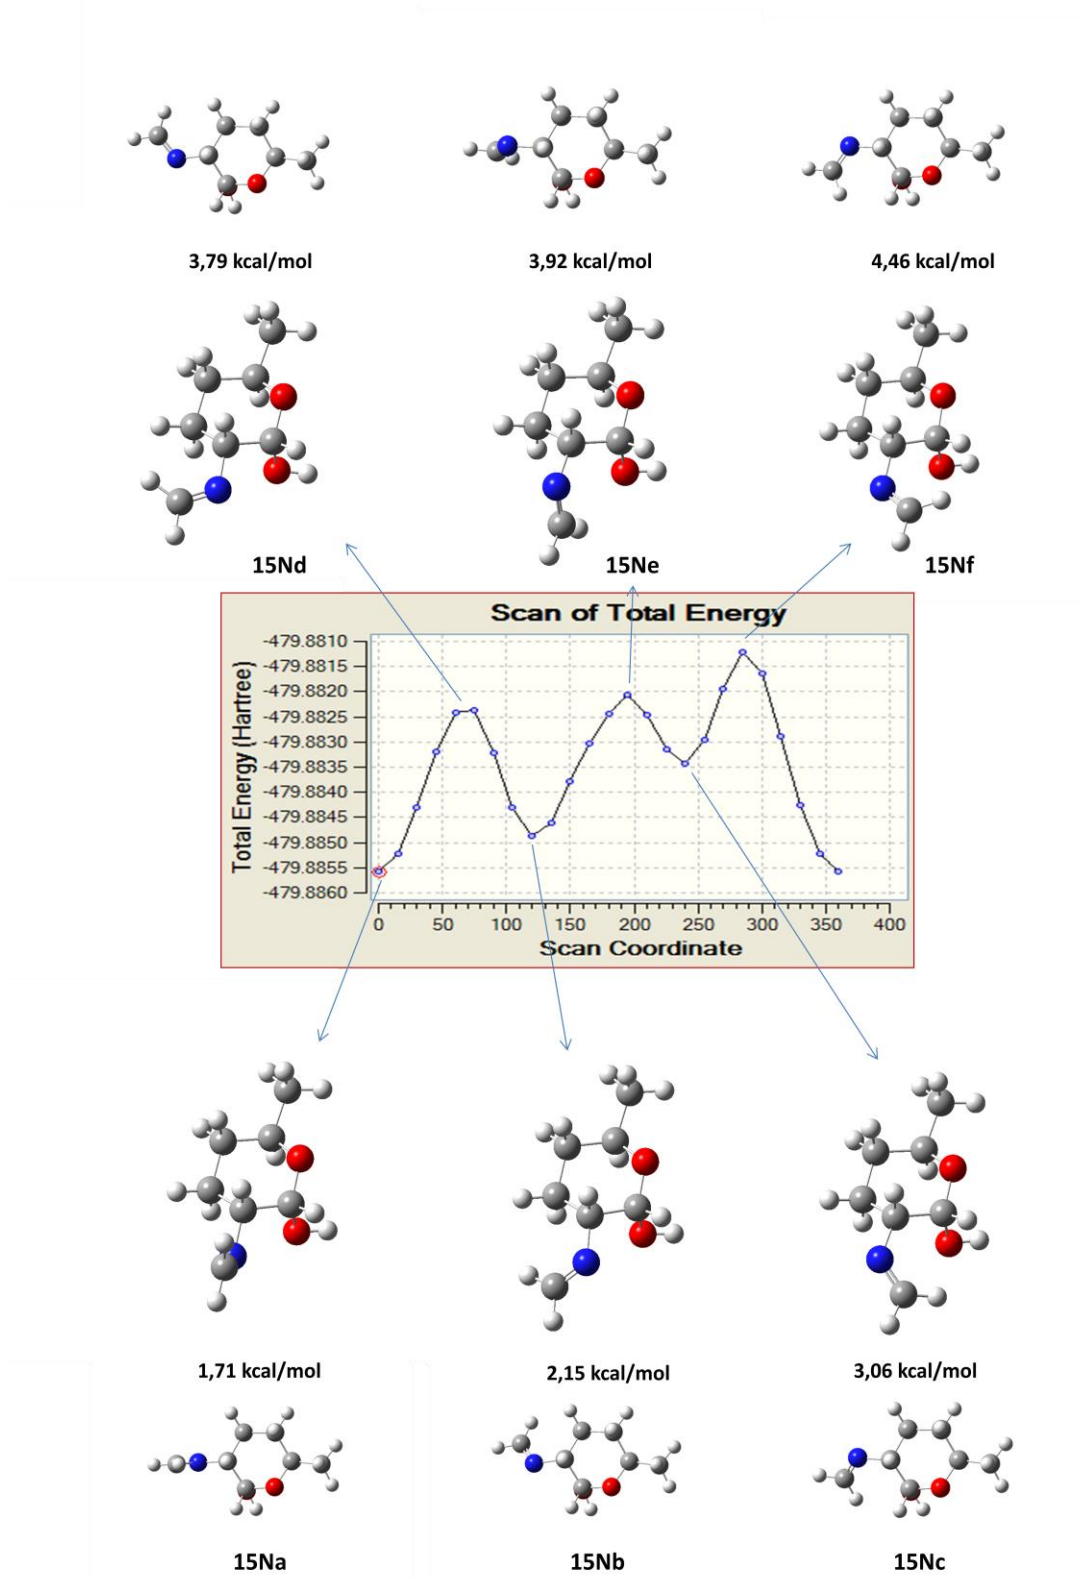 3,79 kcal/mol
3,92 kcal/mol
4,46 kcal/mol
15Nd
15Ne
15Nf
Scan of Total Energy
Total Energy (Hartree)
-479.8810
-479.8815
-479.8820
-479.8825
-479.8830
-479.8835
-479.8840
-479.8845
-479.8850
-479.8855
-479.8860
0 50 100 150 200 250 300 350 400
Scan Coordinate
1,71 kcal/mol
2,15 kcal/mol
3,06 kcal/mol
15Na
15Nb
15Nc